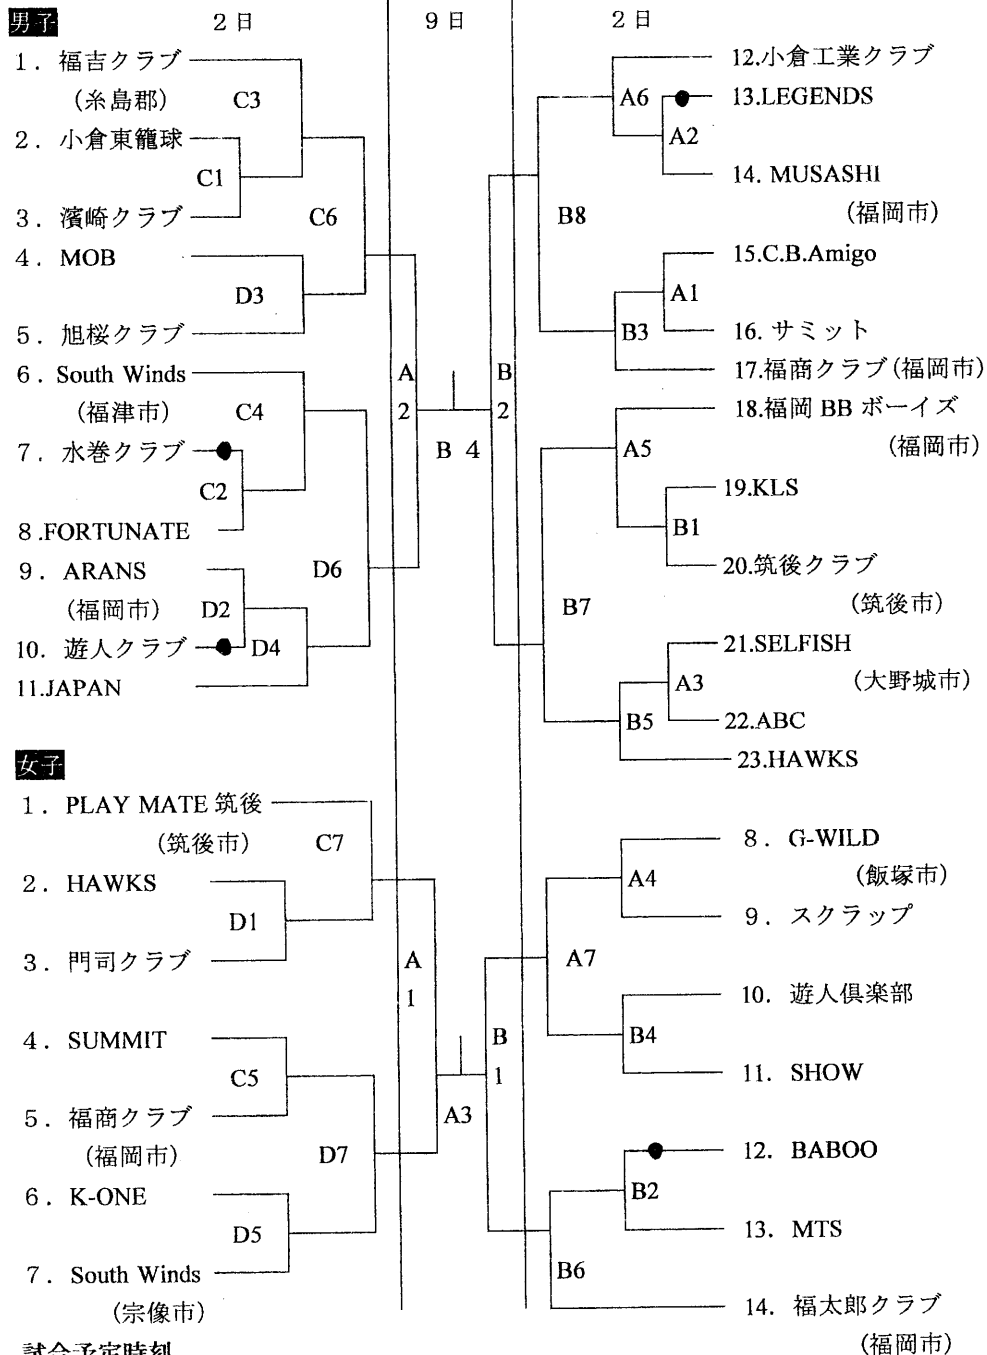 男子
2日
9日
2日
1．福吉クラブ
（糸島郡）
C3
2．小倉東籠球
C1
3．濱崎クラブ
C6
4．MOB
D3
5．旭桜クラブ
6．South Winds
（福津市）
C4
7．水巻クラブ
C2
8.FORTUNATE
9．ARANS
（福岡市）
D2
D6
10．遊人クラブ
D4
11.JAPAN
A
2
B 4
B
2
12.小倉工業クラブ
A6
13.LEGENDS
A2
14. MUSASHI
（福岡市）
B8
15.C.B.Amigo
A1
16. サミット
B3
17.福商クラブ(福岡市）
18.福岡 BB ボーイズ
（福岡市）
A5
19.KLS
B1
20.筑後クラブ
（筑後市）
B7
21.SELFISH
（大野城市）
A3
22.ABC
B5
23.HAWKS
女子
1．PLAY MATE 筑後
（筑後市）
C7
2．HAWKS
D1
3．門司クラブ
4．SUMMIT
C5
5．福商クラブ
（福岡市）
D7
6．K-ONE
D5
7．South Winds
（宗像市）
A
1
A3
B
1
8．G-WILD
（飯塚市）
A4
9．スクラップ
A7
10．遊人倶楽部
B4
11．SHOW
12．BABOO
B2
13．MTS
B6
14．福太郎クラブ
（福岡市）
試合予定時刻